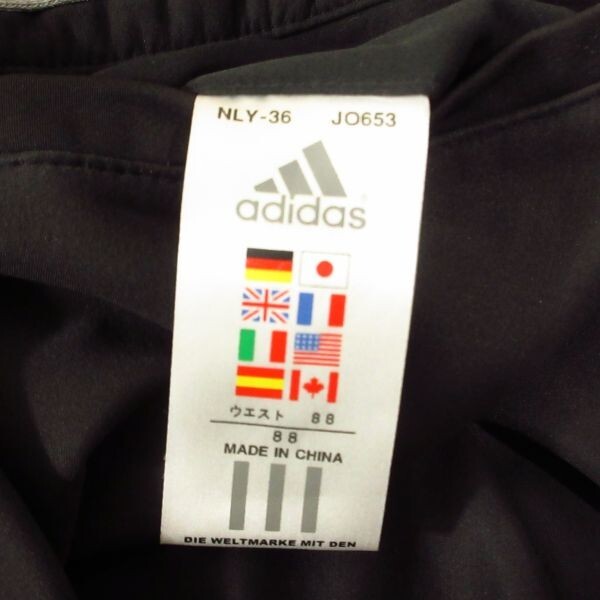 NLY-36 JO653
adidas
ウエスト 88
88
MADE IN CHINA
DIE WELTMARKE MIT DEN